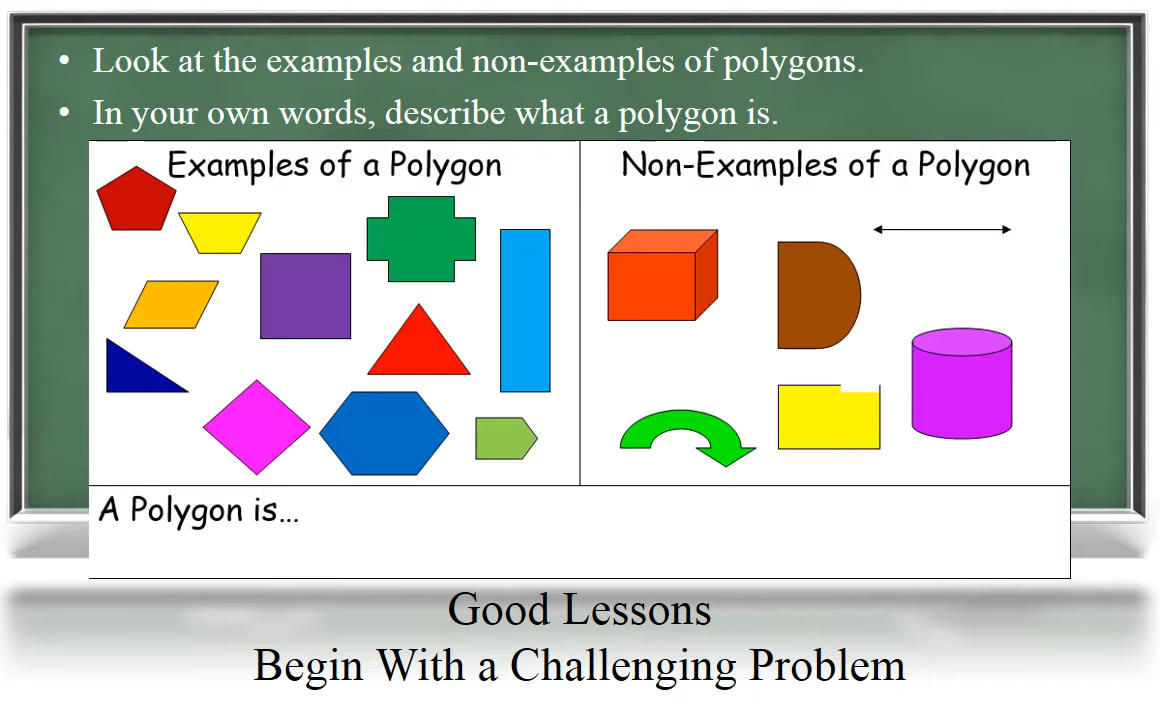 • Look at the examples and non-examples of polygons.
• In your own words, describe what a polygon is.
Examples of a Polygon
Non-Examples of a Polygon
A Polygon is...
Good Lessons
Begin With a Challenging Problem